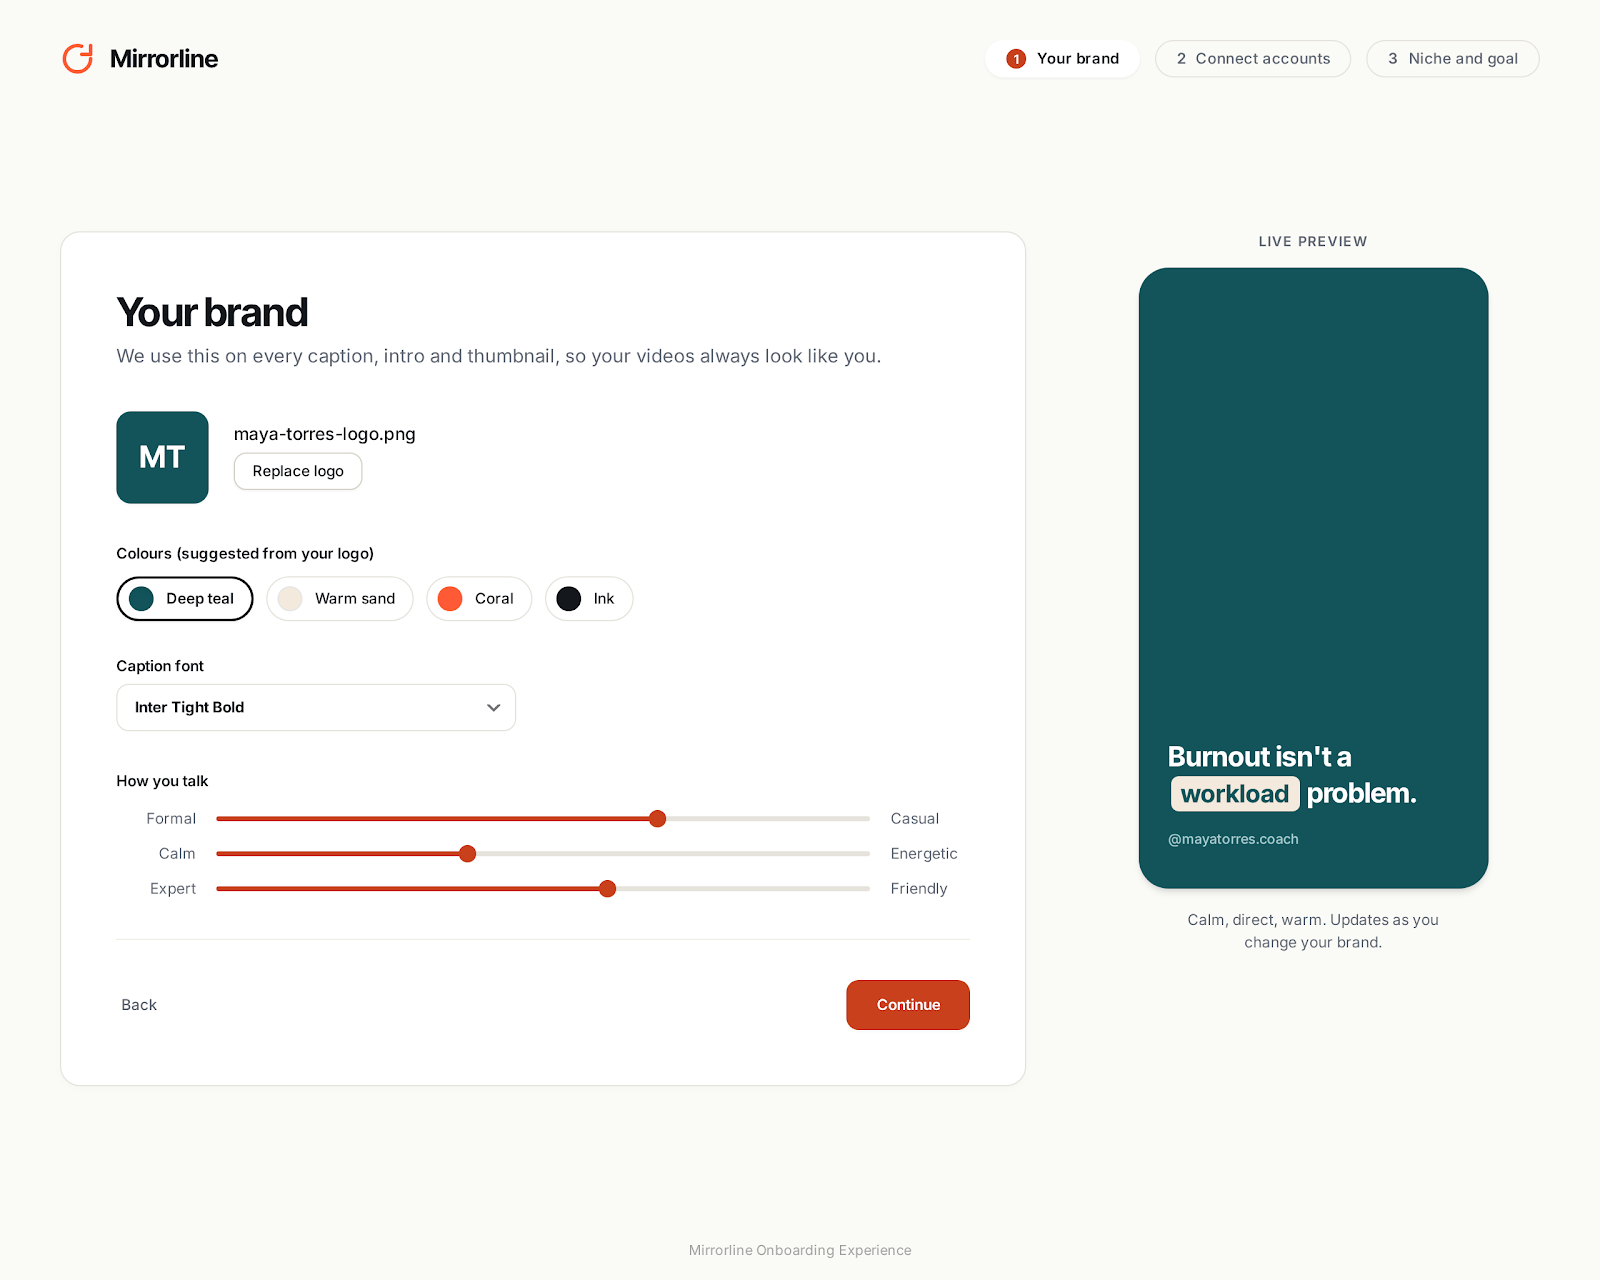 Mirrorline
1 Your brand
2 Connect accounts
3 Niche and goal
Your brand
We use this on every caption, intro and thumbnail, so your videos always look like you.
MT
maya-torres-logo.png
Replace logo
Colours (suggested from your logo)
Deep teal
Warm sand
Coral
Ink
Caption font
Inter Tight Bold
How you talk
Formal
Casual
Calm
Energetic
Expert
Friendly
Back
Continue
LIVE PREVIEW
Burnout isn't a
workload problem.
@mayatorres.coach
Calm, direct, warm. Updates as you
change your brand.
Mirrorline Onboarding Experience